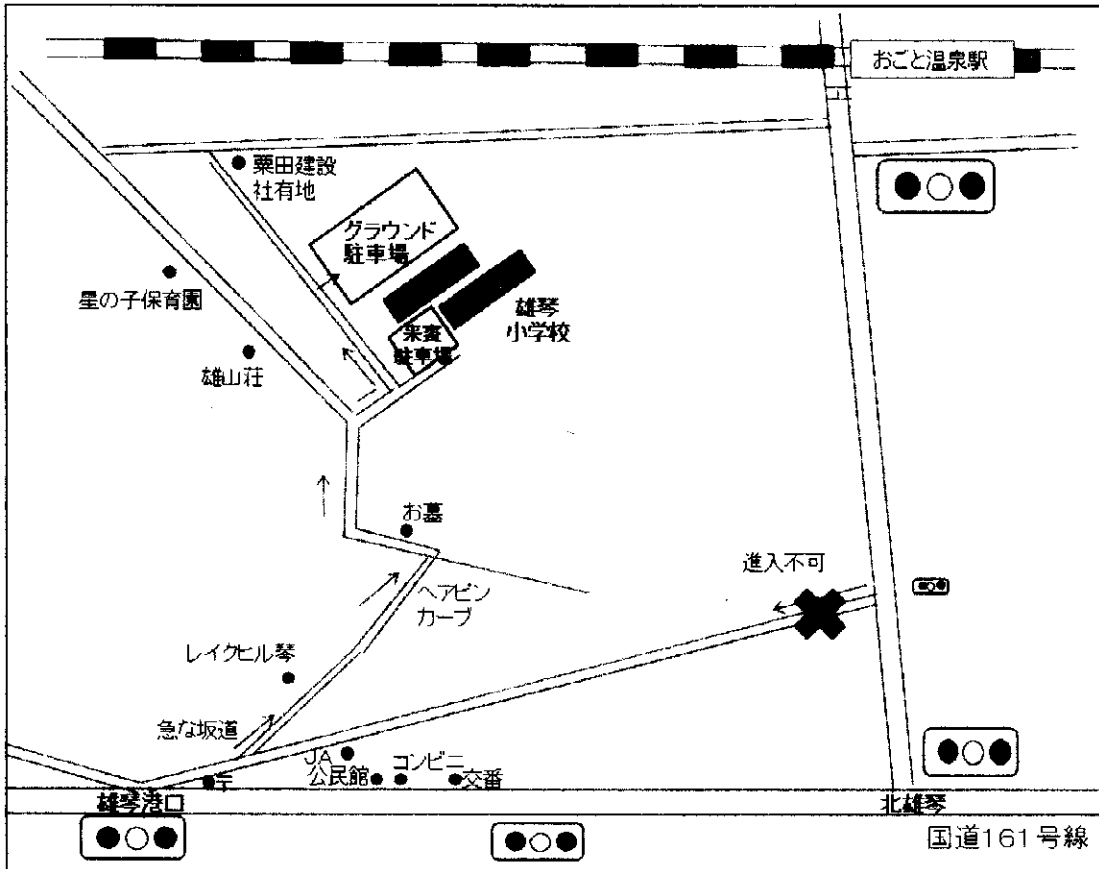 おごと温泉駅
粟田建設
社有地
グラウンド
駐車場
星の子保育園
雄琴
小学校
来賓
駐車場
雄山荘
お墓
進入不可
ヘアピン
カーブ
レイクヒル琴
急な坂道
JA
公民館
コンビニ
交番
〒
雄琴港口
北雄琴
国道161号線